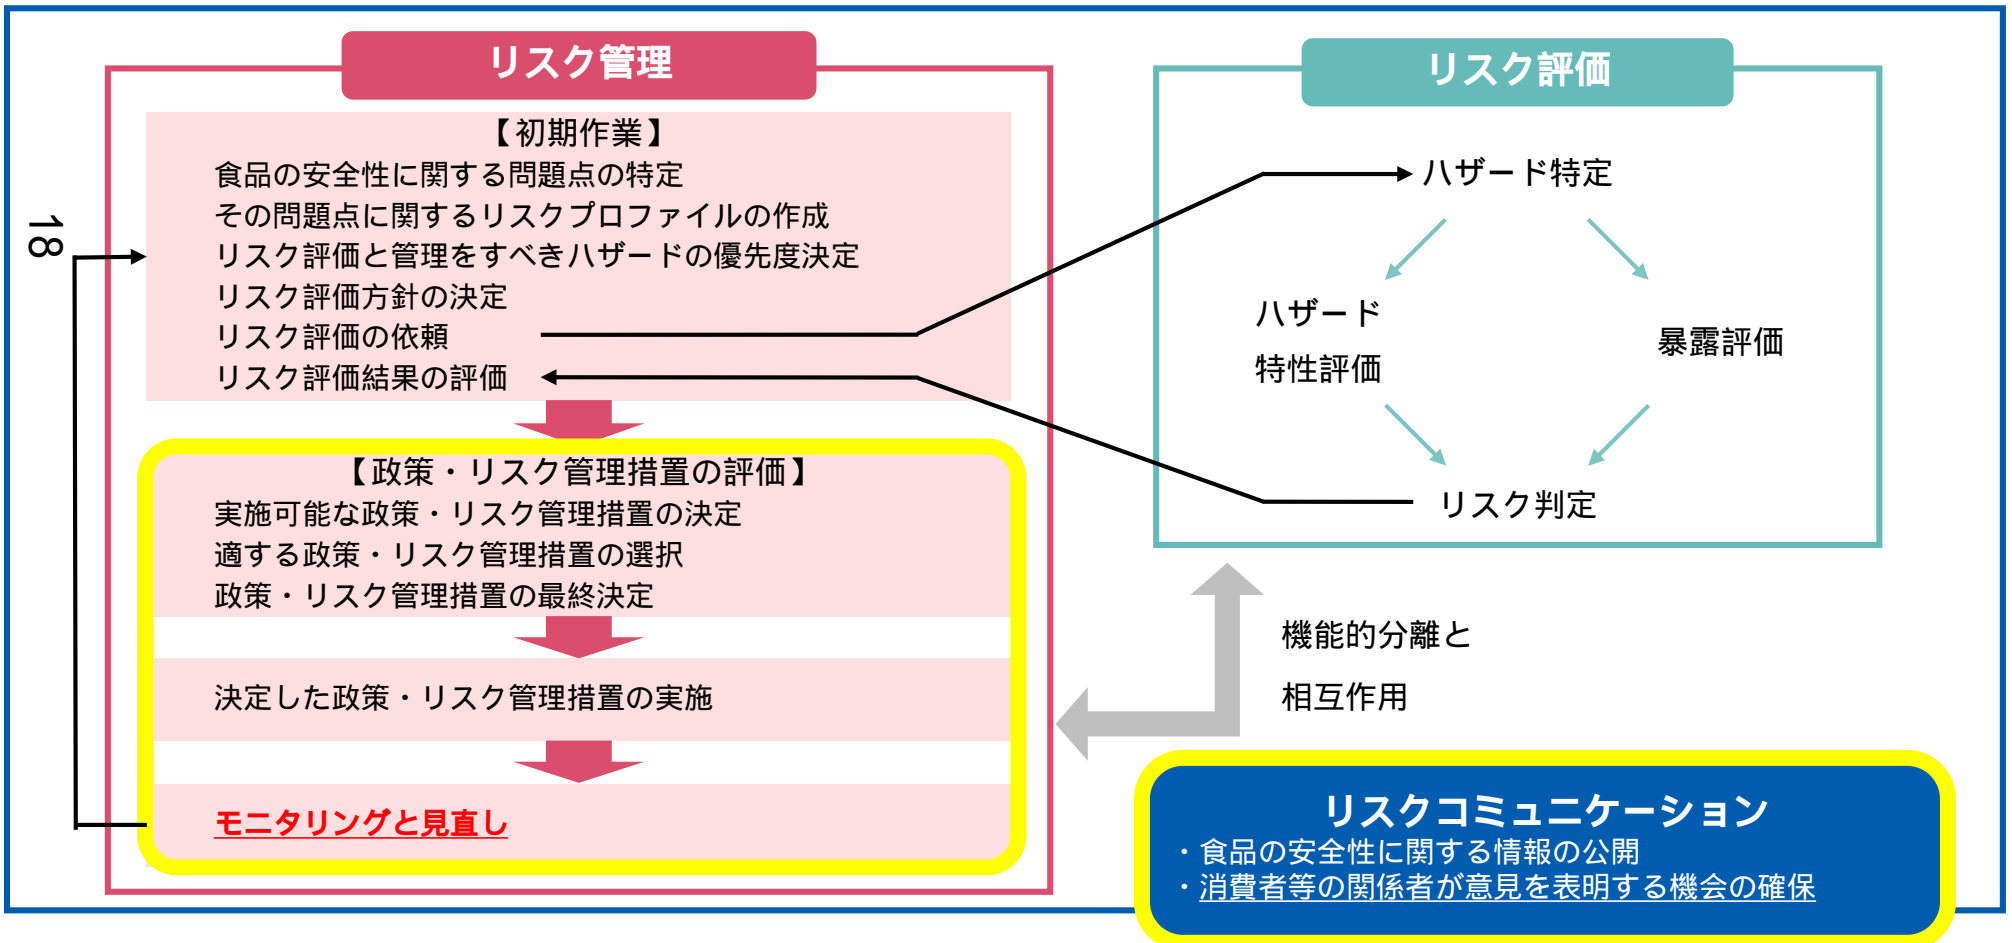 リスク管理
【初期作業】
食品の安全性に関する問題点の特定
その問題点に関するリスクプロファイルの作成
リスク評価と管理をすべきハザードの優先度決定
リスク評価方針の決定
リスク評価の依頼
リスク評価結果の評価
【政策・リスク管理措置の評価】
実施可能な政策・リスク管理措置の決定
適する政策・リスク管理措置の選択
政策・リスク管理措置の最終決定
決定した政策・リスク管理措置の実施
モニタリングと見直し
18
リスク評価
ハザード特定
ハザード
特性評価
暴露評価
リスク判定
機能的分離と
相互作用
リスクコミュニケーション
・食品の安全性に関する情報の公開
・消費者等の関係者が意見を表明する機会の確保